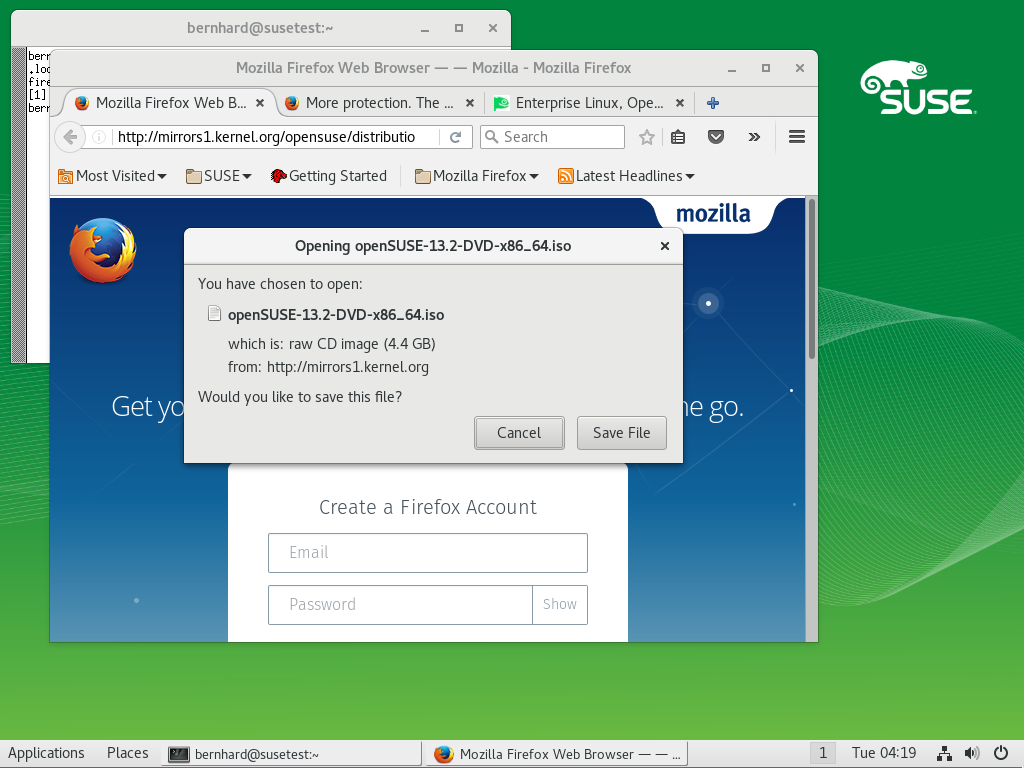 bernhard@susetest:~
bern
.loc
fire
[1]
bern
Mozilla Firefox Web Browser — — Mozilla - Mozilla Firefox
Mozilla Firefox Web B...
More protection. The ...
Enterprise Linux, Ope...
http://mirrors1.kernel.org/opensuse/distributio
Search
Most Visited
SUSE
Getting Started
Mozilla Firefox
Latest Headlines
SUSE
mozilla
Opening openSUSE-13.2-DVD-x86_64.iso
You have chosen to open:
openSUSE-13.2-DVD-x86_64.iso
which is: raw CD image (4.4 GB)
from: http://mirrors1.kernel.org
Would you like to save this file?
Cancel
Save File
Get yo
ne go.
Create a Firefox Account
Email
Password
Show
Applications
Places
bernhard@susetest:~
Mozilla Firefox Web Browser — — ...
1
Tue 04:19